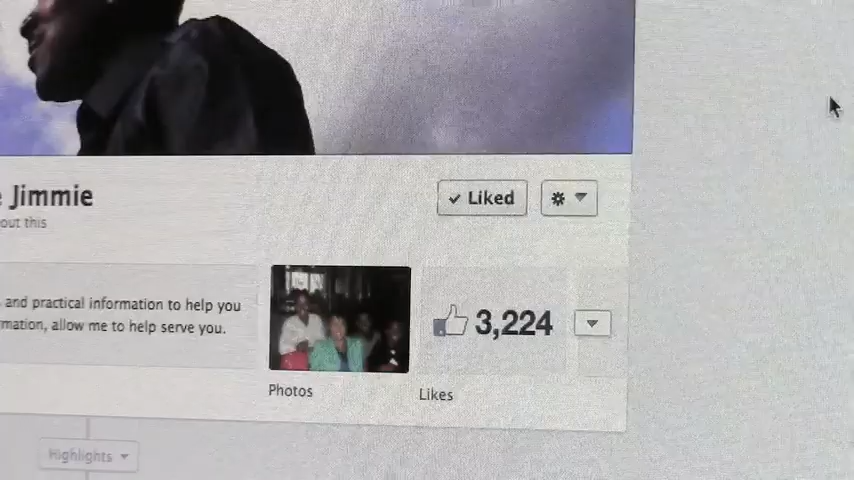 Jimmie
out this
Liked
and practical information to help you
mation, allow me to help serve you.
3,224
Photos
Likes
Highlights